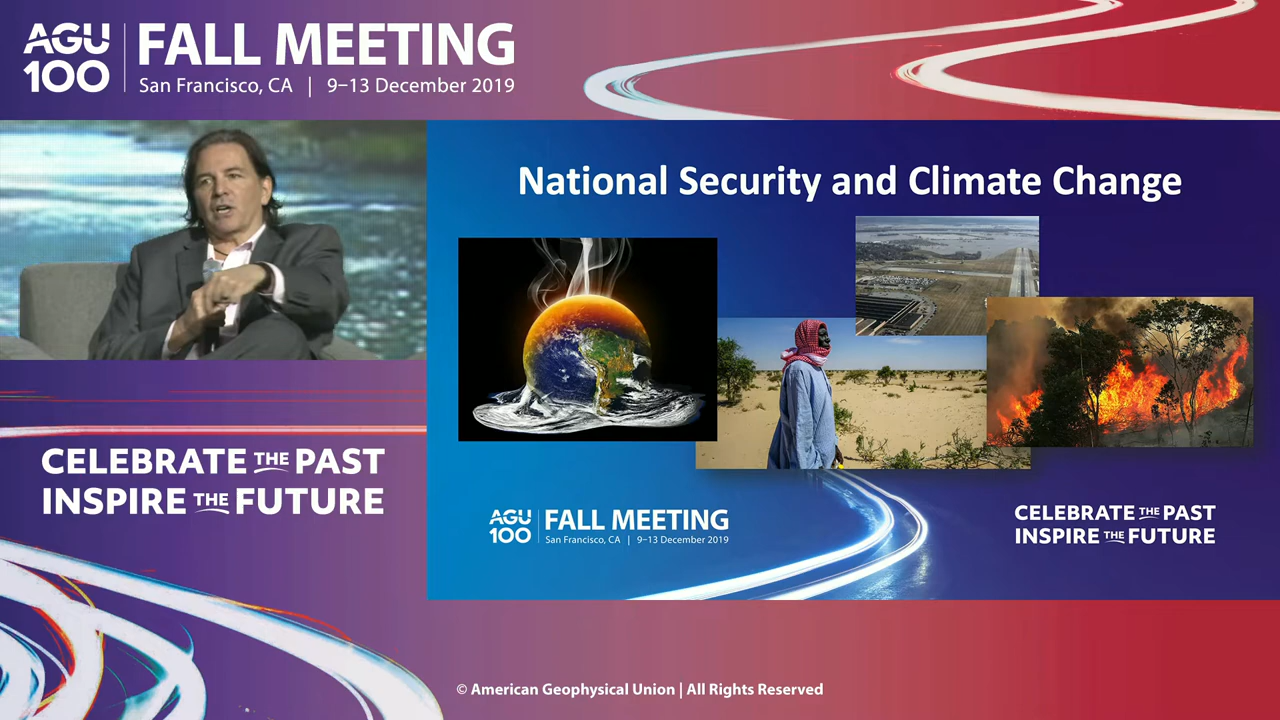 AGU
100
FALL MEETING
San Francisco, CA | 9–13 December 2019
National Security and Climate Change
CELEBRATE THE PAST
INSPIRE THE FUTURE
AGU
100
FALL MEETING
San Francisco, CA | 9–13 December 2019
CELEBRATE THE PAST
INSPIRE THE FUTURE
© American Geophysical Union | All Rights Reserved